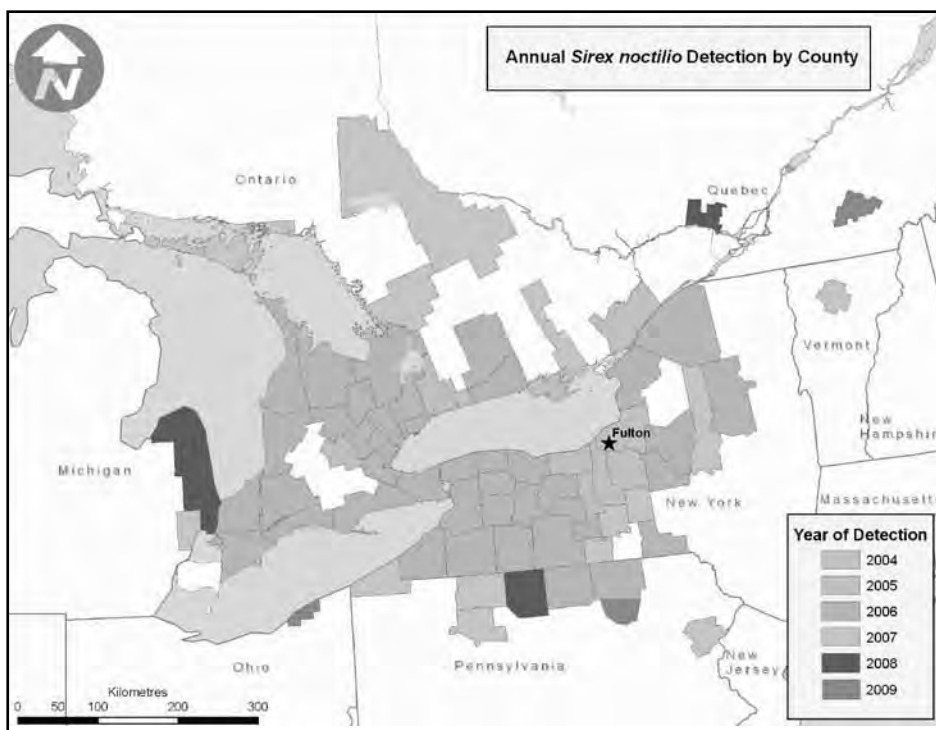 Annual Sirex noctilio Detection by County
N
Ontario
Quebec
Vermont
New
Hampshire
Fulton
Michigan
New York
Massachusett
Ohio
Pennsylvania
New
Jersey
Year of Detection
2004
2005
2006
2007
2008
2009
Kilometres
0 50 100 200 300